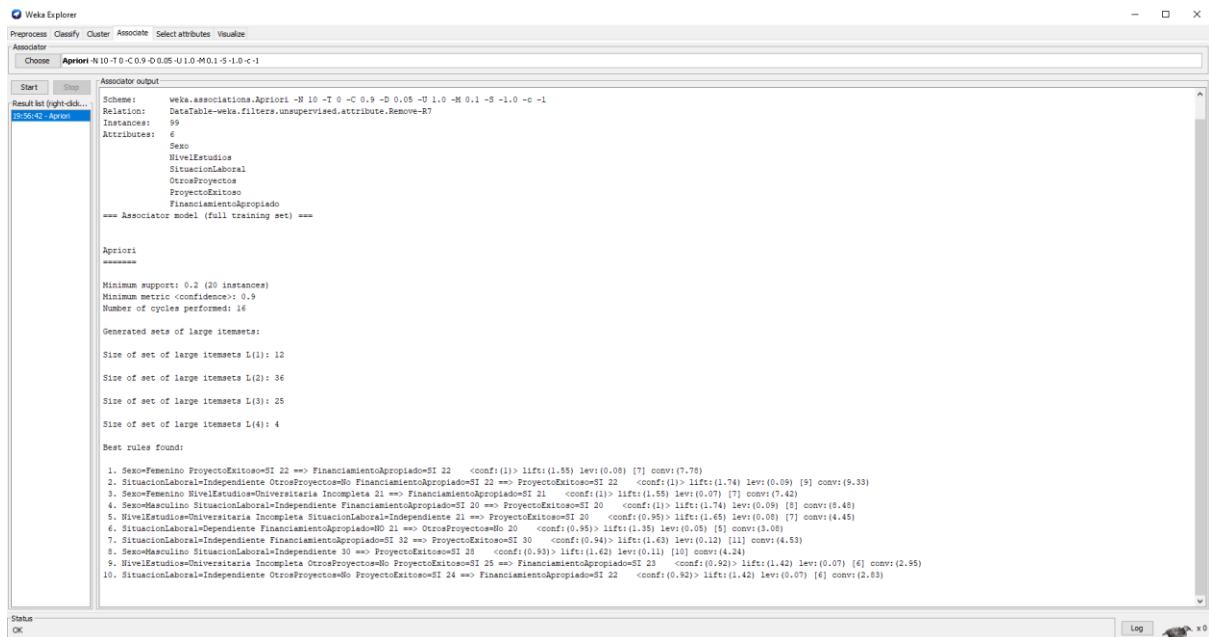 Weka Explorer
Preprocess Classify Cluster Associate Select attributes Visualize
Associator
Choose Apriori -N 10 -T 0 -C 0.9 -D 0.05 -U 1.0 -M 0.1 -S -1.0 -c -1
Start Stop
Result list (right-click...
19:56:42 - Apriori
Associator output
Scheme: weka.associations.Apriori -N 10 -T 0 -C 0.9 -D 0.05 -U 1.0 -M 0.1 -S -1.0 -c -1
Relation: DataTable-weka.filters.unsupervised.attribute.Remove-R7
Instances: 99
Attributes: 6
Sexo
NivelEstudios
SituacionLaboral
OtrosProyectos
ProyectoExitoso
FinanciamientoApropiado
=== Associator model (full training set) ===
Apriori
=======
Minimum support: 0.2 (20 instances)
Minimum metric <confidence>: 0.9
Number of cycles performed: 16
Generated sets of large itemsets:
Size of set of large itemsets L(1): 12
Size of set of large itemsets L(2): 36
Size of set of large itemsets L(3): 25
Size of set of large itemsets L(4): 4
Best rules found:
1. Sexo=Femenino ProyectoExitoso=SI 22 ==> FinanciamientoApropiado=SI 22 <conf:(1)> lift:(1.55) lev:(0.08) [7] conv:(7.78)
2. SituacionLaboral=Independiente OtrosProyectos=No FinanciamientoApropiado=SI 22 ==> ProyectoExitoso=SI 22 <conf:(1)> lift:(1.74) lev:(0.09) [9] conv:(9.33)
3. Sexo=Femenino NivelEstudios=Universitaria Incompleta 21 ==> FinanciamientoApropiado=SI 21 <conf:(1)> lift:(1.55) lev:(0.07) [7] conv:(7.42)
4. Sexo=Masculino SituacionLaboral=Independiente FinanciamientoApropiado=SI 20 ==> ProyectoExitoso=SI 20 <conf:(1)> lift:(1.74) lev:(0.09) [8] conv:(8.48)
5. NivelEstudios=Universitaria Incompleta SituacionLaboral=Independiente 21 ==> ProyectoExitoso=SI 20 <conf:(0.95)> lift:(1.65) lev:(0.08) [7] conv:(4.45)
6. SituacionLaboral=Dependiente FinanciamientoApropiado=NO 21 ==> OtrosProyectos=No 20 <conf:(0.95)> lift:(1.35) lev:(0.05) [5] conv:(3.08)
7. SituacionLaboral=Independiente FinanciamientoApropiado=SI 32 ==> ProyectoExitoso=SI 30 <conf:(0.94)> lift:(1.63) lev:(0.12) [11] conv:(4.53)
8. Sexo=Masculino SituacionLaboral=Independiente 30 ==> ProyectoExitoso=SI 28 <conf:(0.93)> lift:(1.62) lev:(0.11) [10] conv:(4.24)
9. NivelEstudios=Universitaria Incompleta OtrosProyectos=No ProyectoExitoso=SI 25 ==> FinanciamientoApropiado=SI 23 <conf:(0.92)> lift:(1.42) lev:(0.07) [6] conv:(2.95)
10. SituacionLaboral=Independiente OtrosProyectos=No ProyectoExitoso=SI 24 ==> FinanciamientoApropiado=SI 22 <conf:(0.92)> lift:(1.42) lev:(0.07) [6] conv:(2.83)
Status
OK
Log
x 0